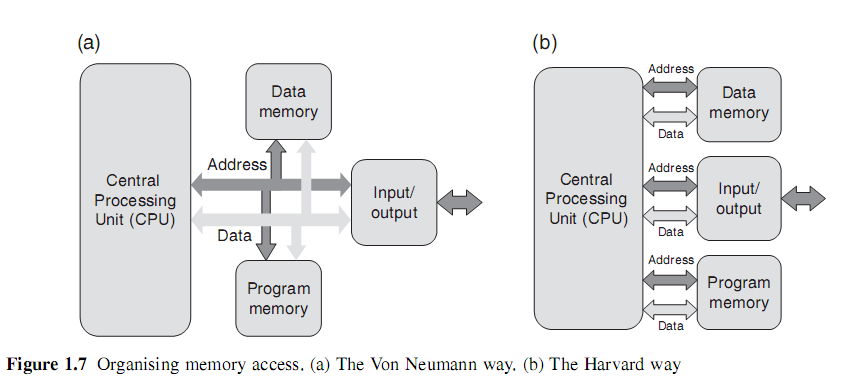 (a)
Data
memory
Address
Central
Processing
Unit (CPU)
Input/
output
Data
Program
memory
(b)
Address
Data
memory
Data
Address
Central
Processing
Unit (CPU)
Input/
output
Data
Address
Program
memory
Data
Figure 1.7 Organising memory access. (a) The Von Neumann way. (b) The Harvard way